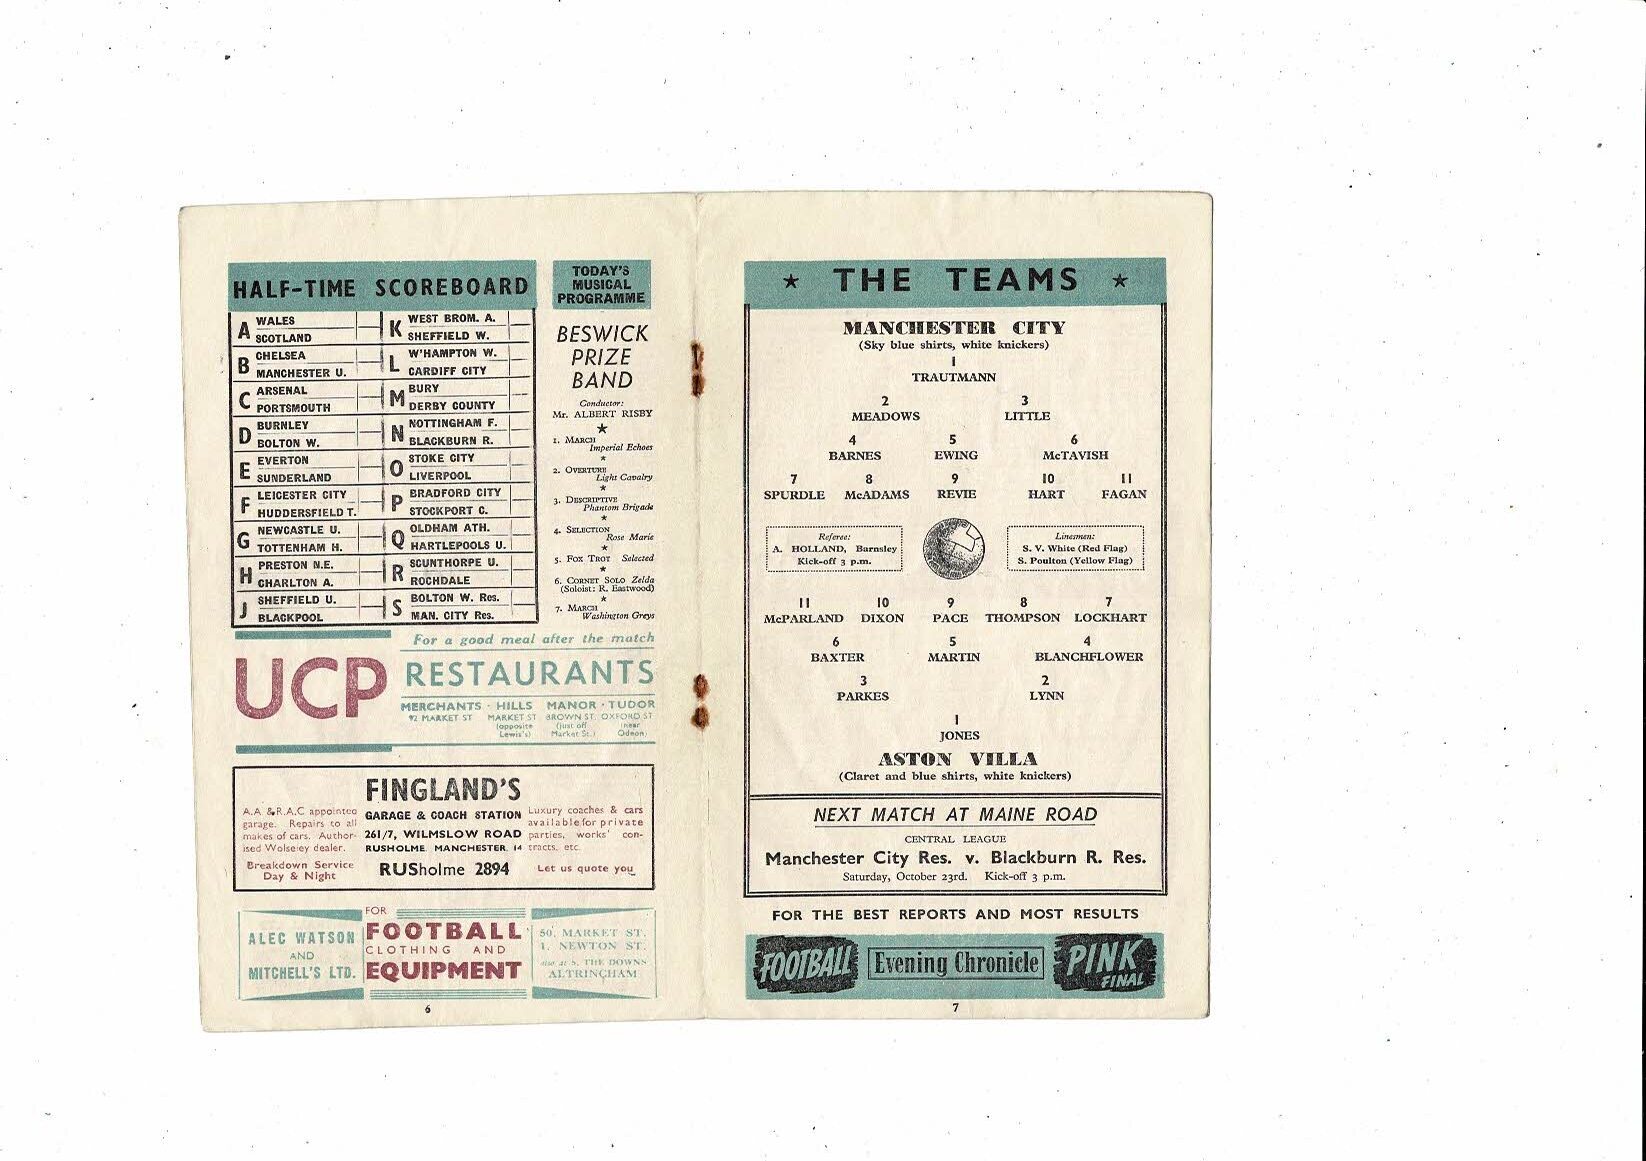 HALF-TIME SCOREBOARD
A WALES
SCOTLAND
B CHELSEA
MANCHESTER U.
C ARSENAL
PORTSMOUTH
D BURNLEY
BOLTON W.
E EVERTON
SUNDERLAND
F LEICESTER CITY
HUDDERSFIELD T.
G NEWCASTLE U.
TOTTENHAM H.
H PRESTON N.E.
CHARLTON A.
J SHEFFIELD U.
BLACKPOOL
K WEST BROM. A.
SHEFFIELD W.
L W'HAMPTON W.
CARDIFF CITY
M BURY
DERBY COUNTY
N NOTTINGHAM F.
BLACKBURN R.
O STOKE CITY
LIVERPOOL
P BRADFORD CITY
STOCKPORT C.
Q OLDHAM ATH.
HARTLEPOOLS U.
R SCUNTHORPE U.
ROCHDALE
S BOLTON W. Res.
MAN. CITY Res.
TODAY'S
MUSICAL
PROGRAMME
BESWICK
PRIZE
BAND
Conductor:
Mr. ALBERT RISBY
1. MARCH
Imperial Echoes
2. OVERTURE
Light Cavalry
3. DESCRIPTIVE
Phantom Brigade
4. SELECTION
Rose Marie
5. FOX TROT Selected
6. CORNET SOLO Zelda
(Soloist: R. Eastwood)
7. MARCH
Washington Greys
For a good meal after the match
UCP RESTAURANTS
MERCHANTS · HILLS MANOR · TUDOR
92 MARKET ST MARKET ST BROWN ST. OXFORD ST
(opposite (just off (near
Lewis's) Market St.) Odeon)
FINGLAND'S
A.A & R.A.C appointed
garage. Repairs to all
makes of cars. Author-
ised Wolseley dealer.
Breakdown Service
Day & Night
GARAGE & COACH STATION
261/7, WILMSLOW ROAD
RUSHOLME. MANCHESTER, 14
RUSholme 2894
Luxury coaches & cars
available for private
parties, works' con-
tracts, etc.
Let us quote you
ALEC WATSON
AND
MITCHELL'S LTD.
FOR
FOOTBALL
CLOTHING AND
EQUIPMENT
50, MARKET ST.
1, NEWTON ST.
also at 8, THE DOWNS
ALTRINCHAM
6
★ THE TEAMS ★
MANCHESTER CITY
(Sky blue shirts, white knickers)
1
TRAUTMANN
2 3
MEADOWS LITTLE
4 5 6
BARNES EWING McTAVISH
7 8 9 10 11
SPURDLE McADAMS REVIE HART FAGAN
Referee:
A. HOLLAND, Barnsley
Kick-off 3 p.m.
Linesmen:
S. V. White (Red Flag)
S. Poulton (Yellow Flag)
11 10 9 8 7
McPARLAND DIXON PACE THOMPSON LOCKHART
6 5 4
BAXTER MARTIN BLANCHFLOWER
3 2
PARKES LYNN
1
JONES
ASTON VILLA
(Claret and blue shirts, white knickers)
NEXT MATCH AT MAINE ROAD
CENTRAL LEAGUE
Manchester City Res. v. Blackburn R. Res.
Saturday, October 23rd. Kick-off 3 p.m.
FOR THE BEST REPORTS AND MOST RESULTS
FOOTBALL Evening Chronicle PINK
FINAL
7